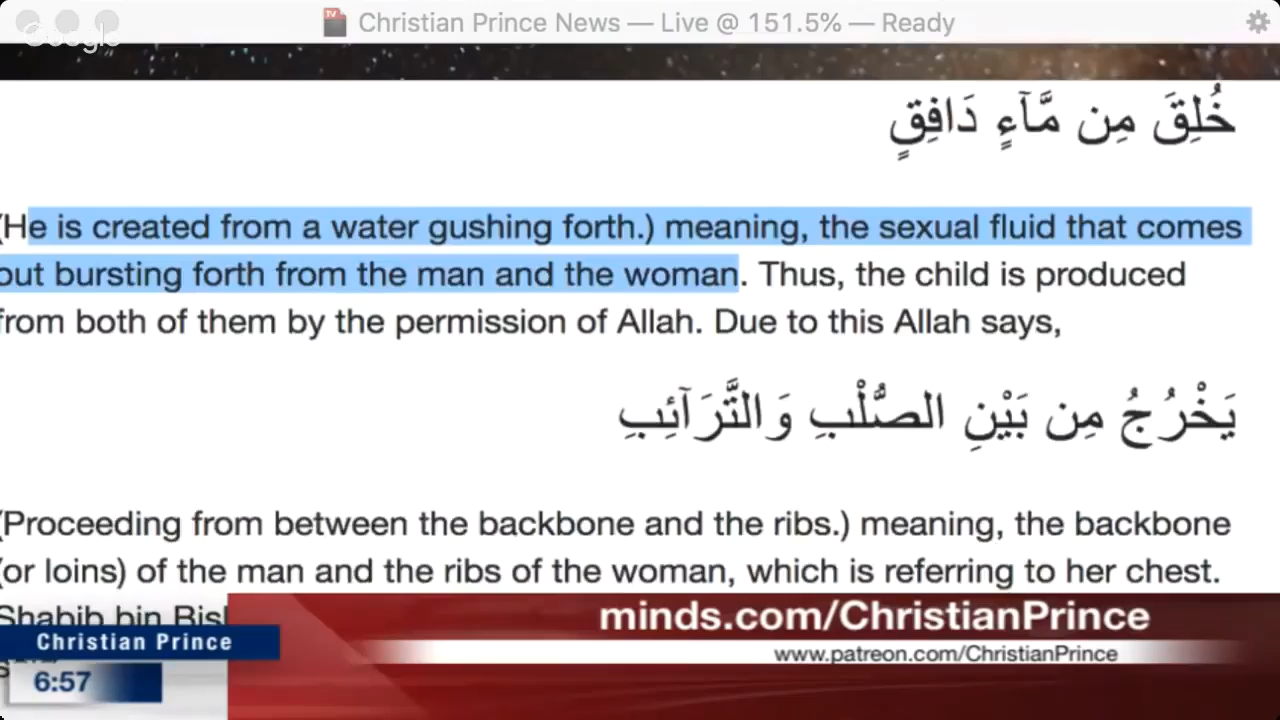 Christian Prince News — Live @ 151.5% — Ready
Google
خُلِقَ مِن مَّآءٍ دَافِقٍ
(He is created from a water gushing forth.) meaning, the sexual fluid that comes
out bursting forth from the man and the woman. Thus, the child is produced
from both of them by the permission of Allah. Due to this Allah says,
يَخْرُجُ مِن بَيْنِ الصُّلْبِ وَالتَّرَآئِبِ
(Proceeding from between the backbone and the ribs.) meaning, the backbone
(or loins) of the man and the ribs of the woman, which is referring to her chest.
Shabib bin
minds.com/ChristianPrince
Christian Prince
www.patreon.com/ChristianPrince
6:57